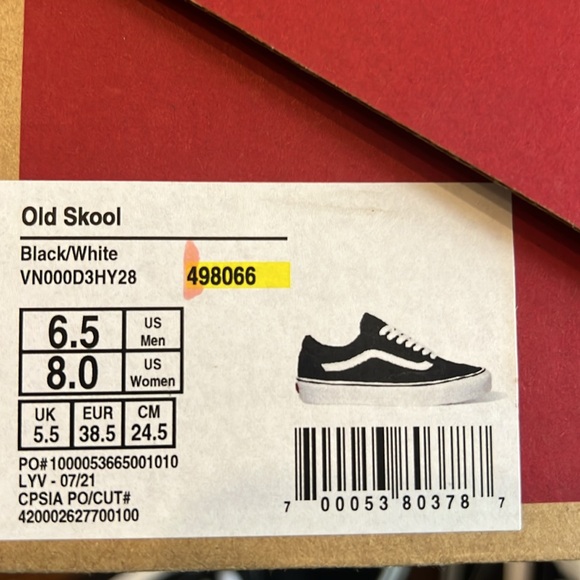 Old Skool
Black/White
VN000D3HY28 498066
6.5 US Men
8.0 US Women
UK EUR CM
5.5 38.5 24.5
PO# 1000053665001010
LYV - 07/21
CPSIA PO/CUT#
420002627700100
7 00053 80378 7